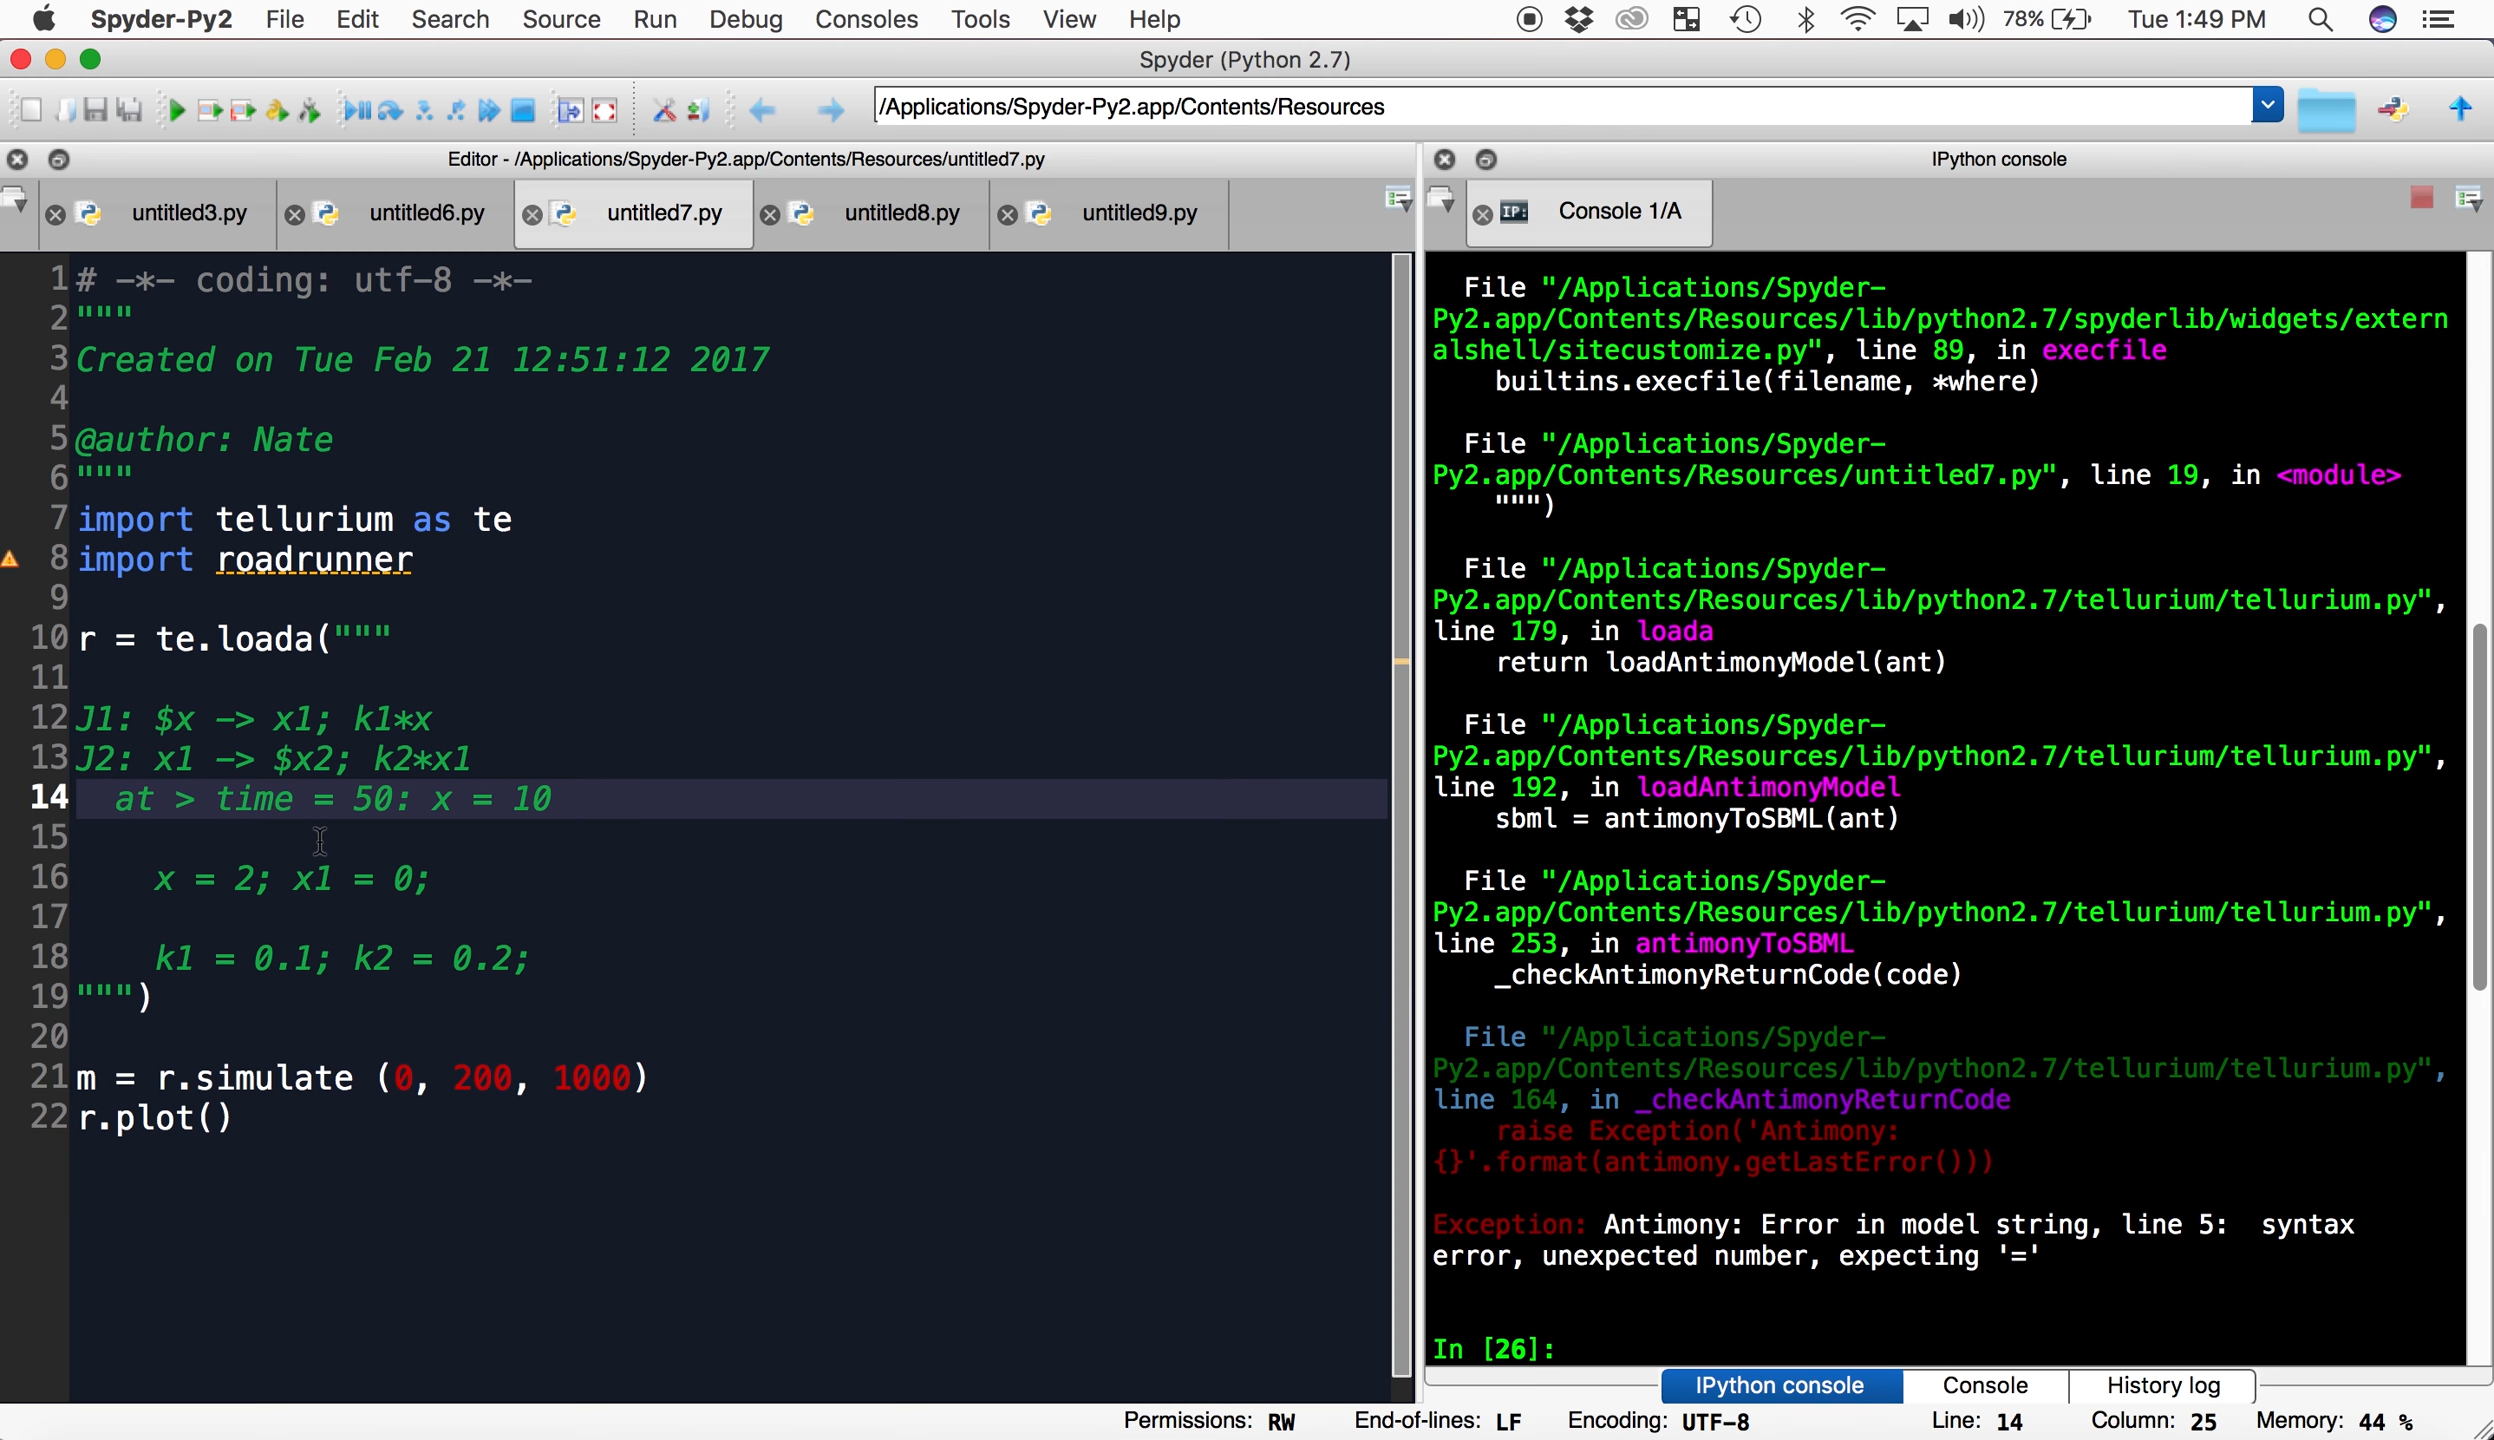 Spyder-Py2 File Edit Search Source Run Debug Consoles Tools View Help 78% Tue 1:49 PM
Spyder (Python 2.7)
/Applications/Spyder-Py2.app/Contents/Resources
Editor - /Applications/Spyder-Py2.app/Contents/Resources/untitled7.py
untitled3.py untitled6.py untitled7.py untitled8.py untitled9.py
1 # -*- coding: utf-8 -*-
2 """
3 Created on Tue Feb 21 12:51:12 2017
4
5 @author: Nate
6 """
7 import tellurium as te
8 import roadrunner
9
10 r = te.loada("""
11
12 J1: $x -> x1; k1*x
13 J2: x1 -> $x2; k2*x1
14   at > time = 50: x = 10
15
16     x = 2; x1 = 0;
17
18     k1 = 0.1; k2 = 0.2;
19 """)
20
21 m = r.simulate (0, 200, 1000)
22 r.plot()
IPython console
IP: Console 1/A
  File "/Applications/Spyder-
Py2.app/Contents/Resources/lib/python2.7/spyderlib/widgets/extern
alshell/sitecustomize.py", line 89, in execfile
    builtins.execfile(filename, *where)
  File "/Applications/Spyder-
Py2.app/Contents/Resources/untitled7.py", line 19, in <module>
    """)
  File "/Applications/Spyder-
Py2.app/Contents/Resources/lib/python2.7/tellurium/tellurium.py",
line 179, in loada
    return loadAntimonyModel(ant)
  File "/Applications/Spyder-
Py2.app/Contents/Resources/lib/python2.7/tellurium/tellurium.py",
line 192, in loadAntimonyModel
    sbml = antimonyToSBML(ant)
  File "/Applications/Spyder-
Py2.app/Contents/Resources/lib/python2.7/tellurium/tellurium.py",
line 253, in antimonyToSBML
    _checkAntimonyReturnCode(code)
  File "/Applications/Spyder-
Py2.app/Contents/Resources/lib/python2.7/tellurium/tellurium.py",
line 164, in _checkAntimonyReturnCode
    raise Exception('Antimony:
{}'.format(antimony.getLastError()))
Exception: Antimony: Error in model string, line 5:  syntax
error, unexpected number, expecting '='
In [26]:
IPython console Console History log
Permissions: RW End-of-lines: LF Encoding: UTF-8 Line: 14 Column: 25 Memory: 44 %